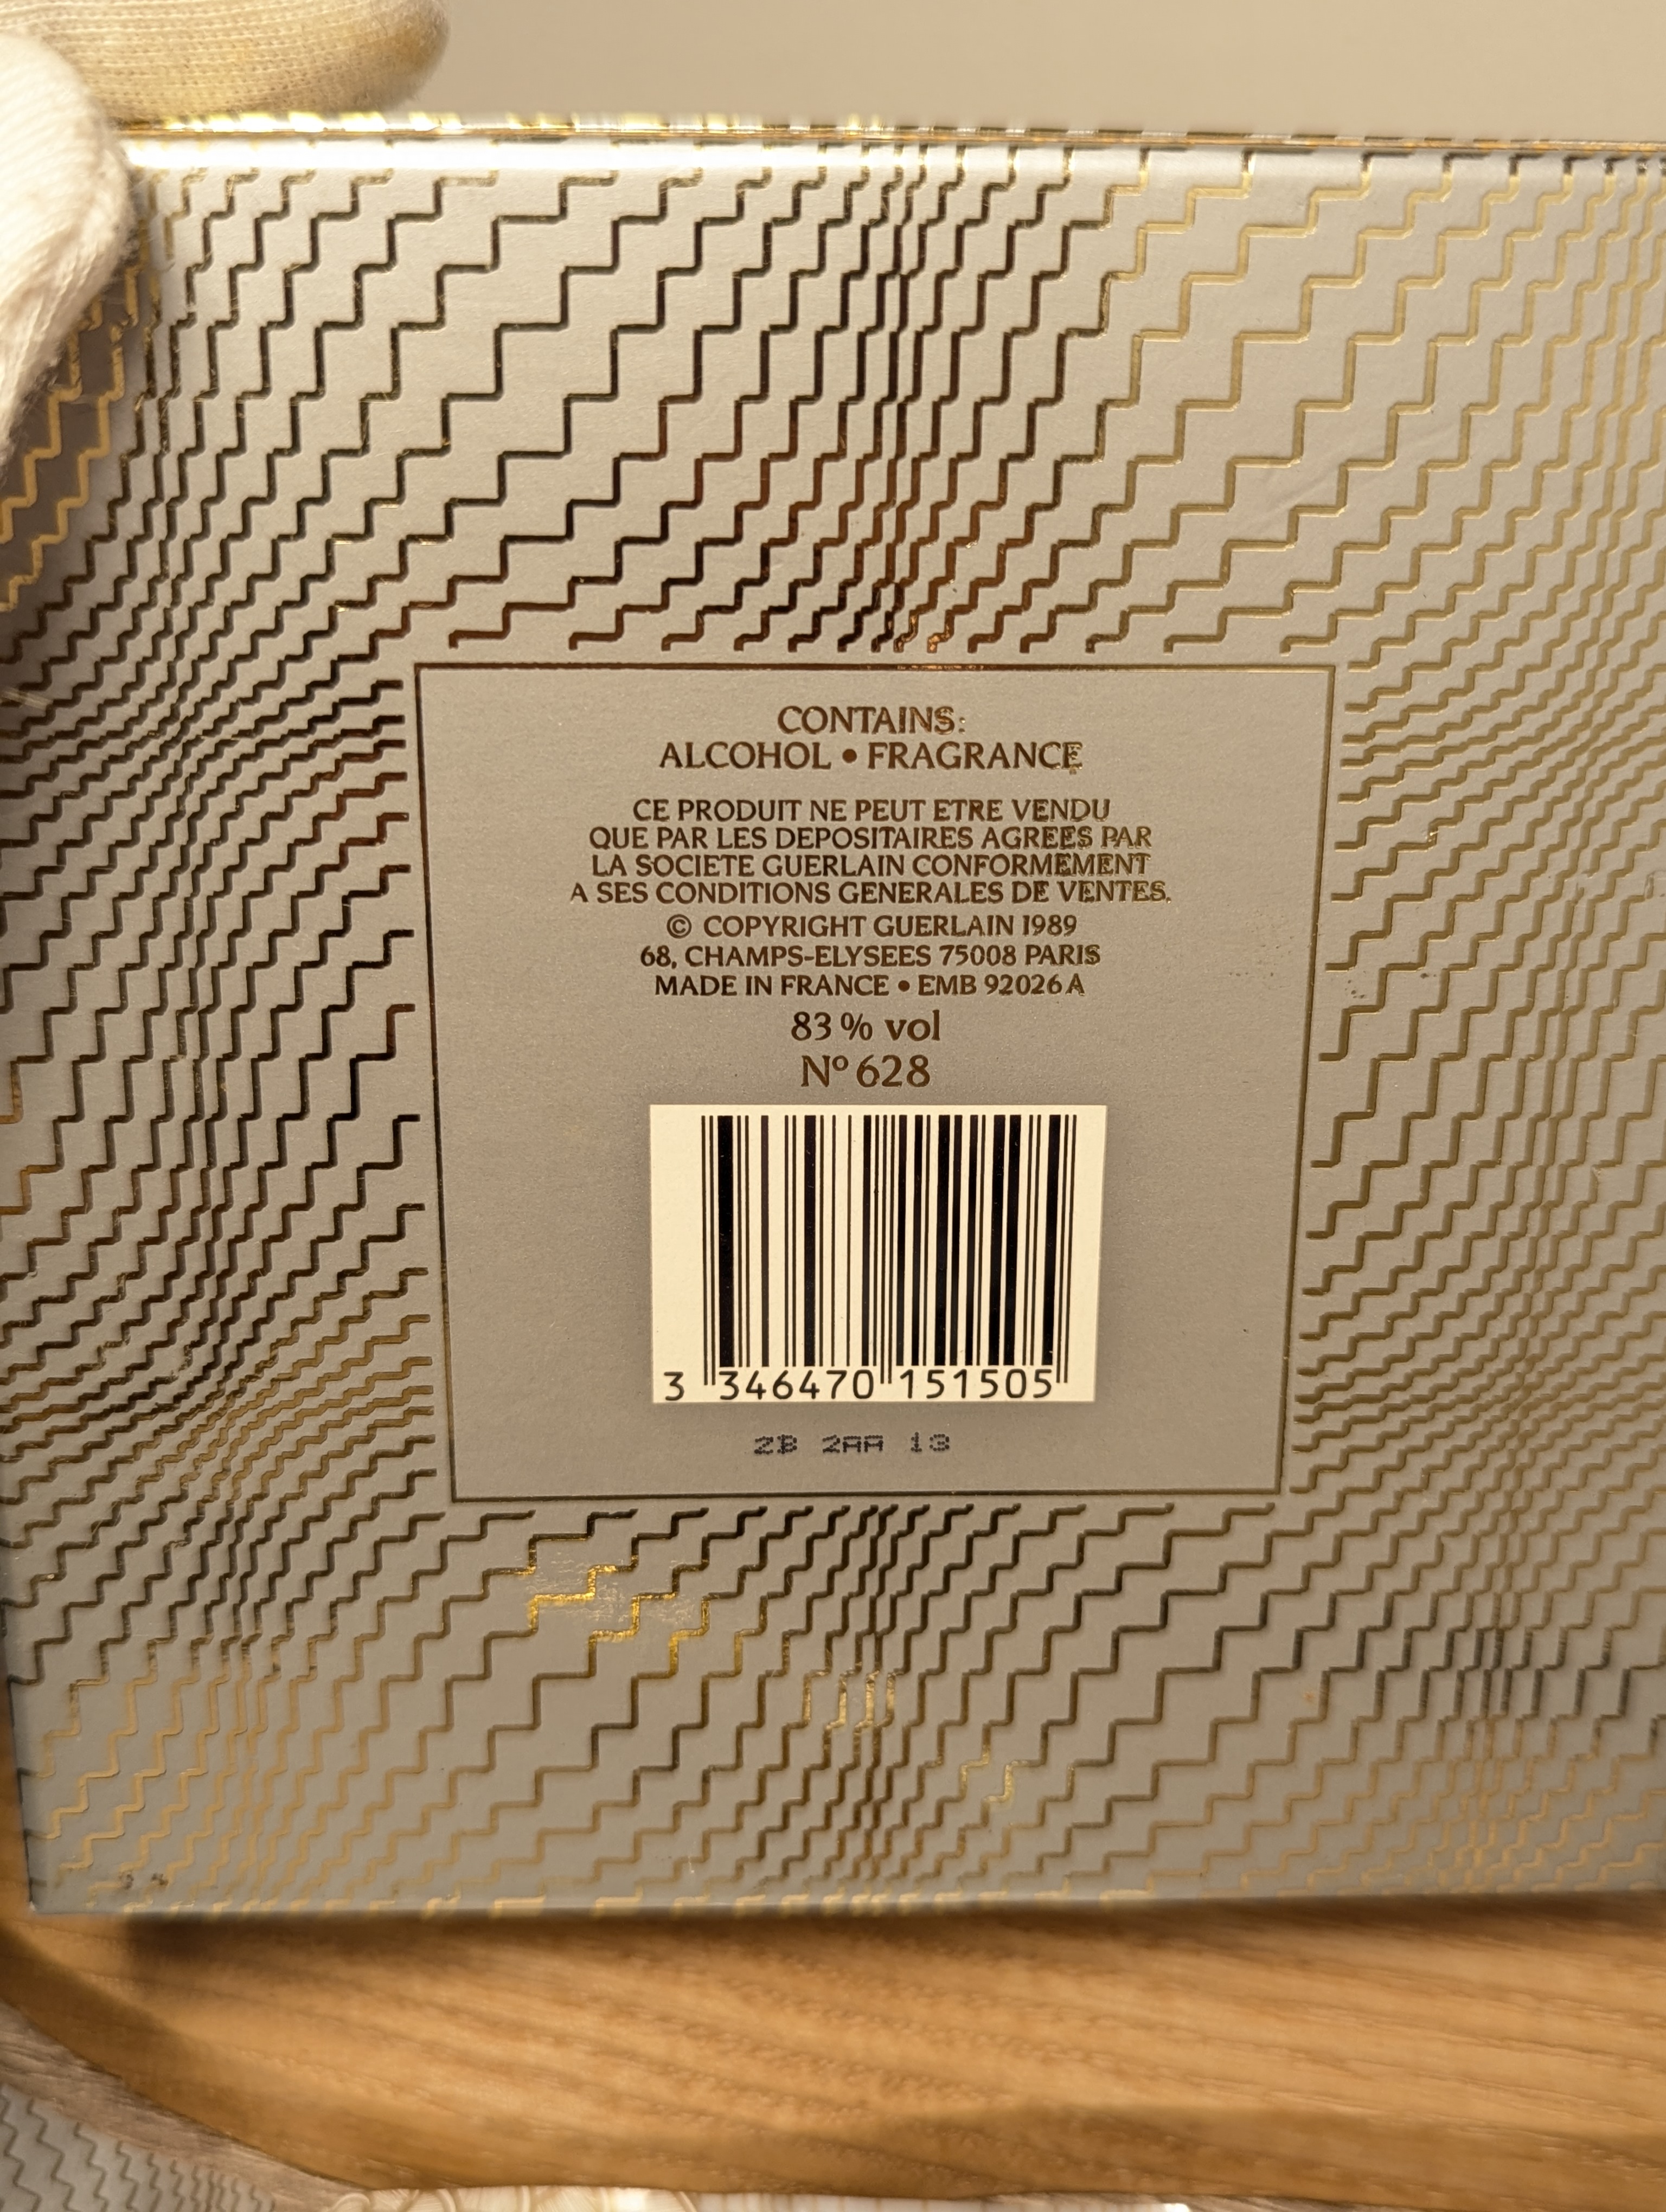 CONTAINS:
ALCOHOL • FRAGRANCE
CE PRODUIT NE PEUT ETRE VENDU
QUE PAR LES DEPOSITAIRES AGREES PAR
LA SOCIETE GUERLAIN CONFORMEMENT
A SES CONDITIONS GENERALES DE VENTES.
© COPYRIGHT GUERLAIN 1989
68, CHAMPS-ELYSEES 75008 PARIS
MADE IN FRANCE • EMB 92026 A
83 % vol
Nº 628
3 346470 151505
2B 2AA 13